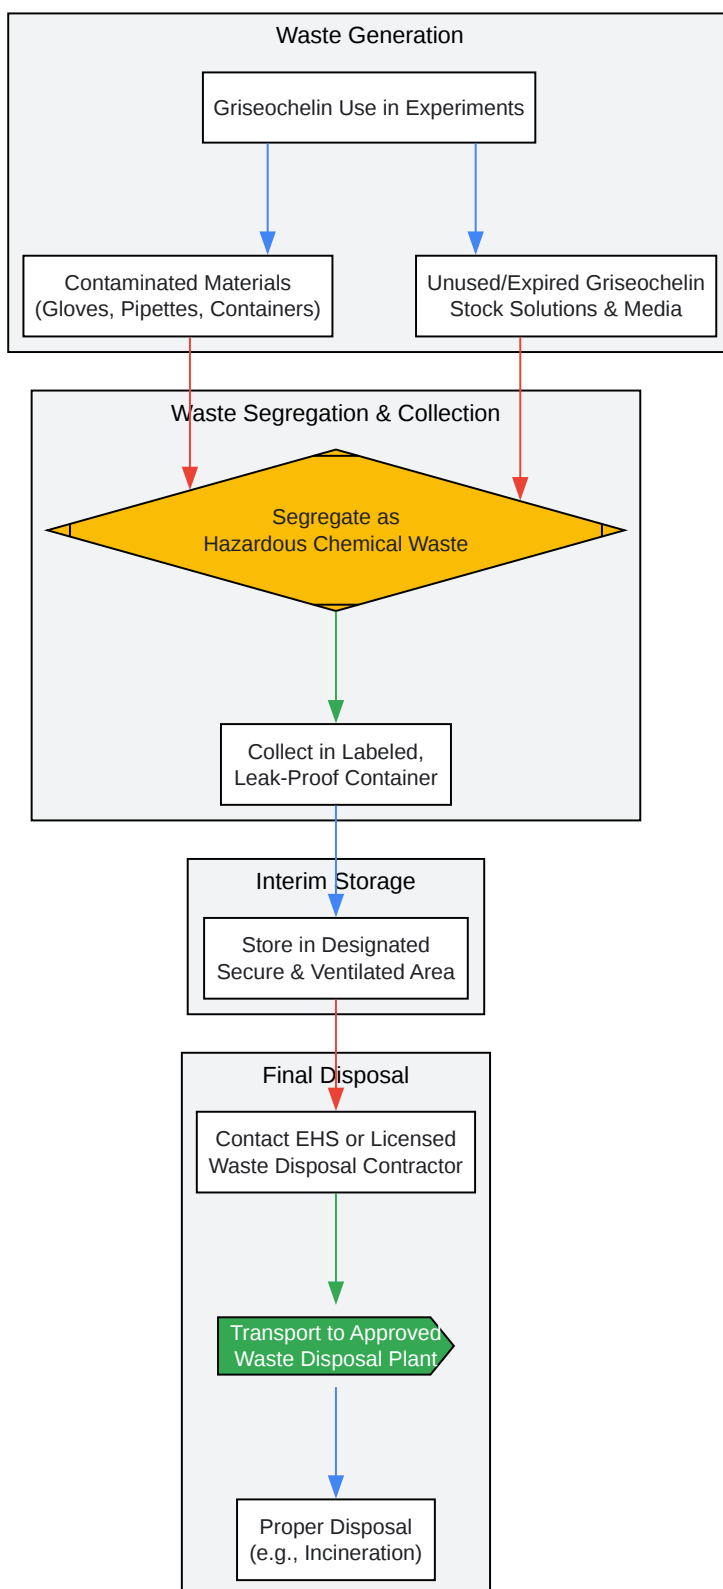 Waste Generation
Griseochelin Use in Experiments
Contaminated Materials
(Gloves, Pipettes, Containers)
Unused/Expired Griseochelin
Stock Solutions & Media
Waste Segregation & Collection
Segregate as
Hazardous Chemical Waste
Collect in Labeled,
Leak-Proof Container
Interim Storage
Store in Designated
Secure & Ventilated Area
Final Disposal
Contact EHS or Licensed
Waste Disposal Contractor
Transport to Approved
Waste Disposal Plant
Proper Disposal
(e.g., Incineration)